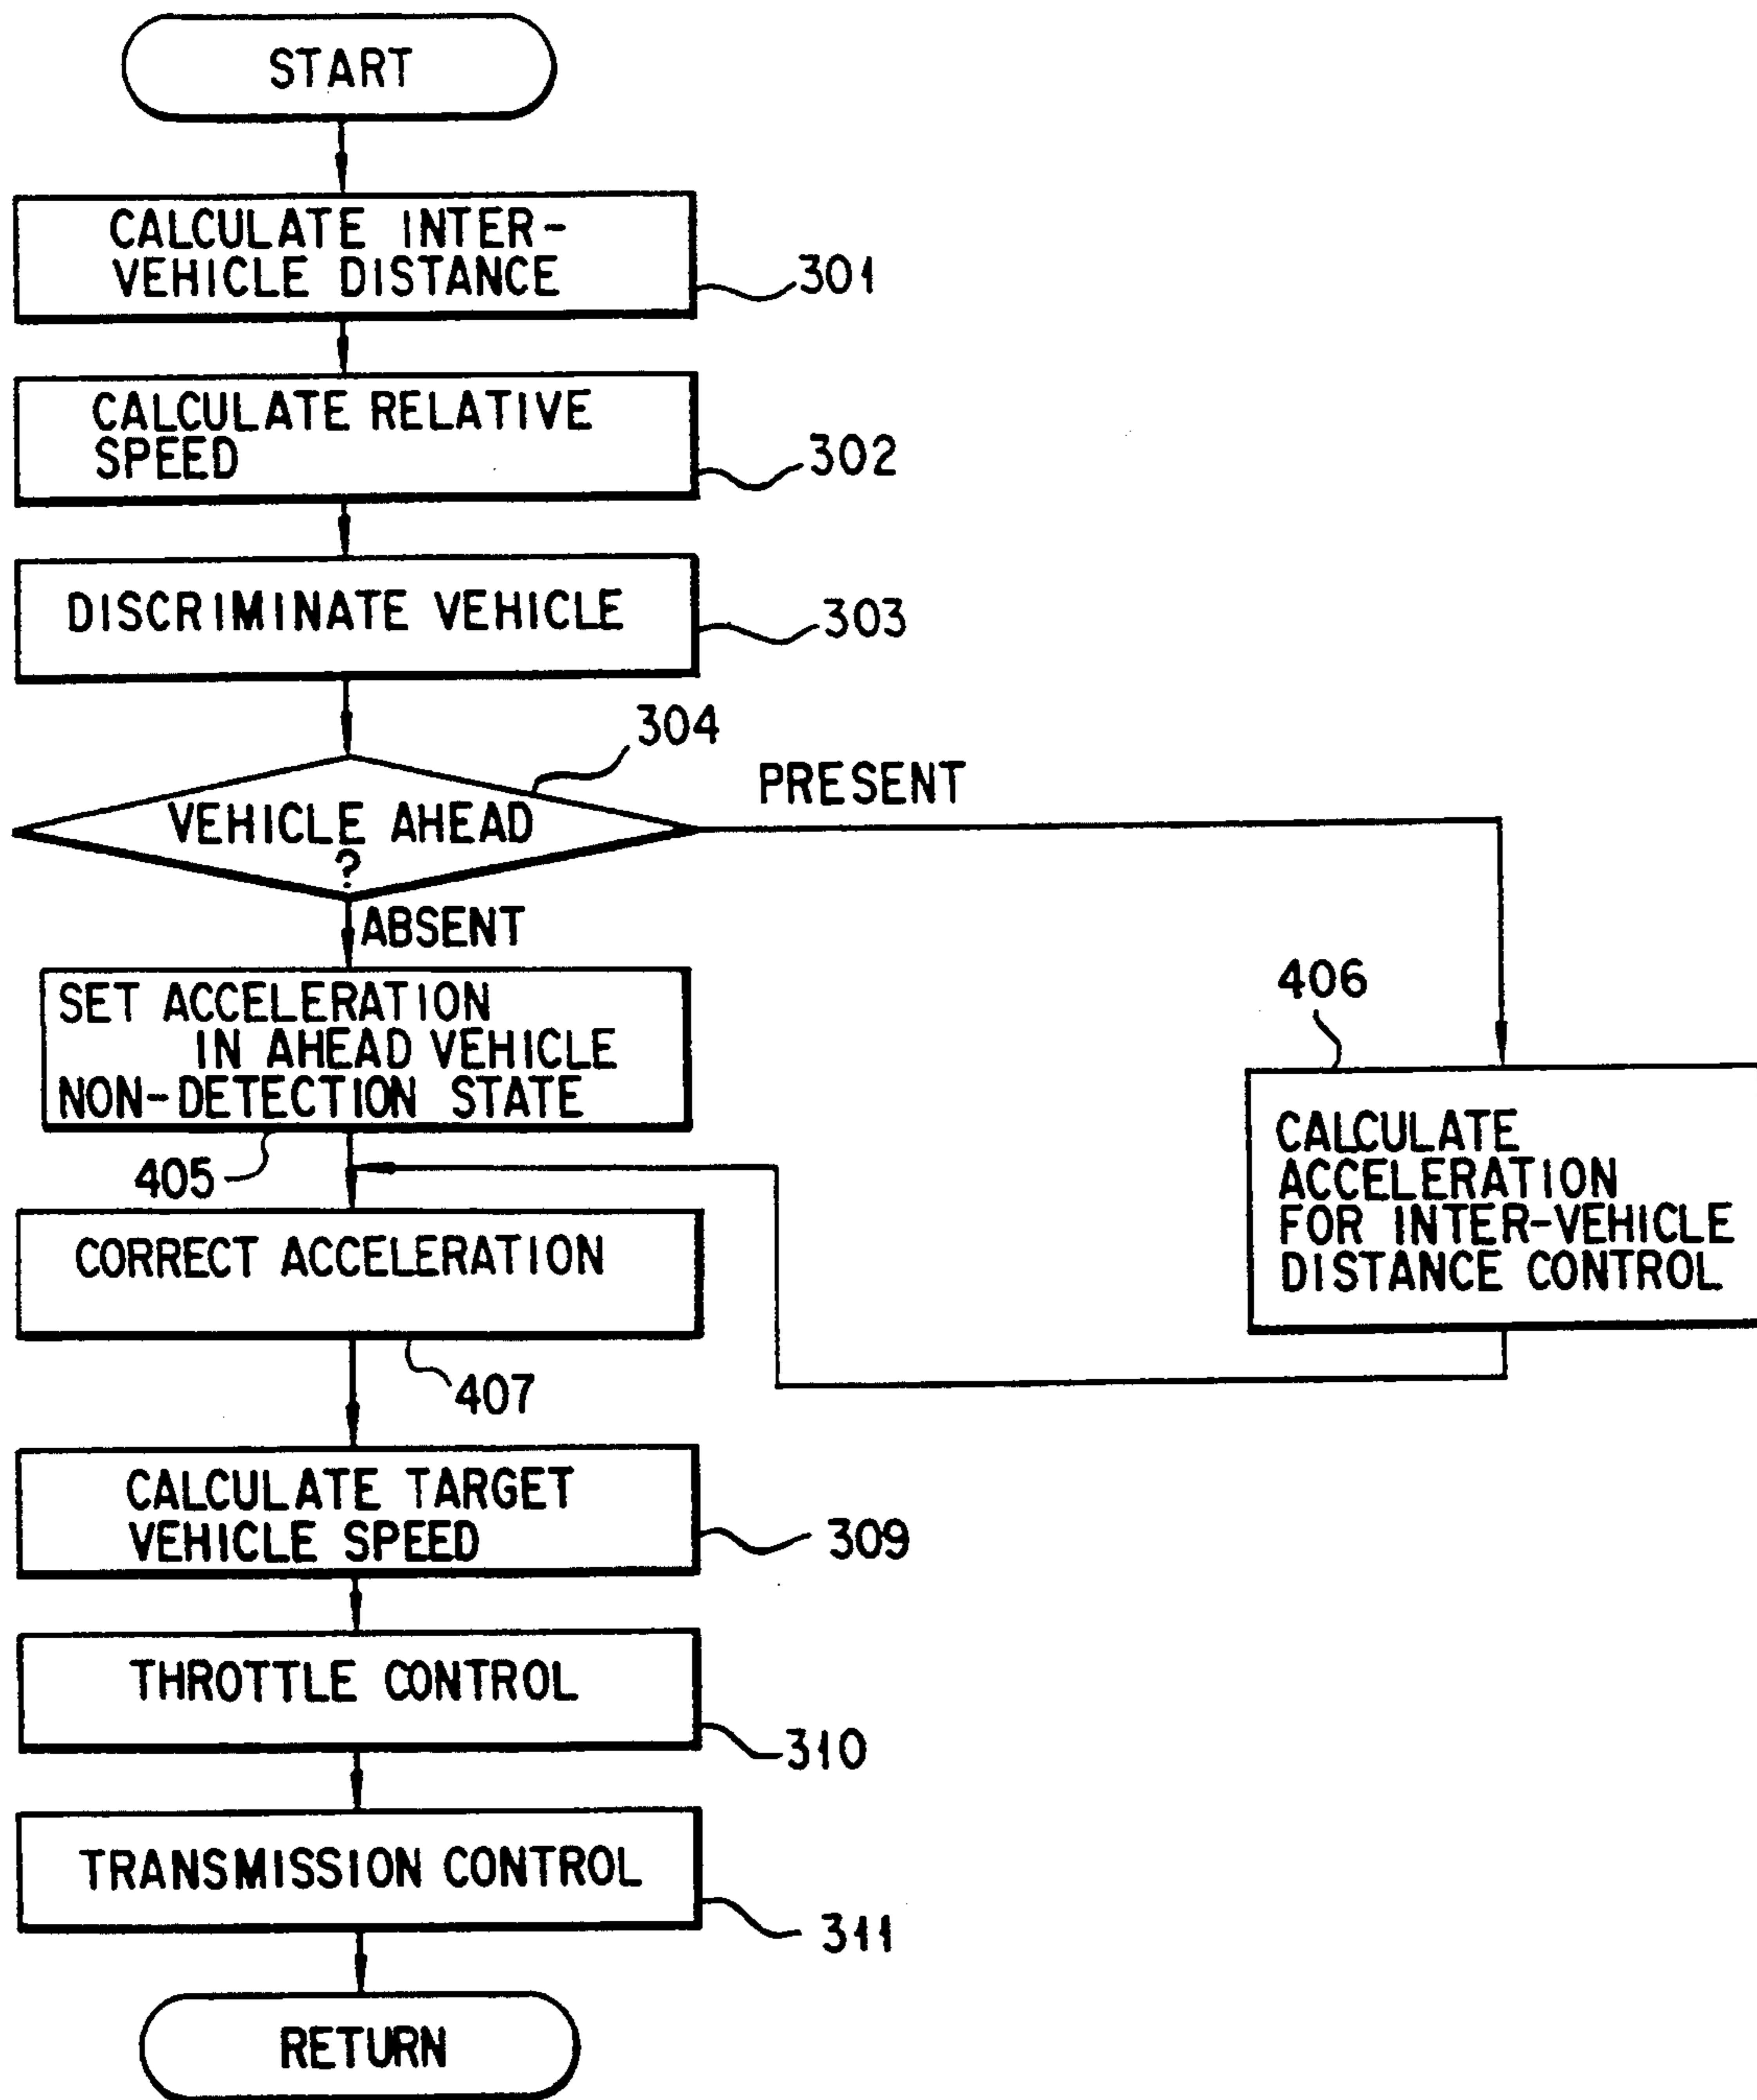 START
CALCULATE INTER-
VEHICLE DISTANCE
301
CALCULATE RELATIVE
SPEED
302
DISCRIMINATE VEHICLE
303
304
VEHICLE AHEAD
?
PRESENT
ABSENT
SET ACCELERATION
IN AHEAD VEHICLE
NON-DETECTION STATE
405
406
CALCULATE
ACCELERATION
FOR INTER-VEHICLE
DISTANCE CONTROL
CORRECT ACCELERATION
407
CALCULATE TARGET
VEHICLE SPEED
309
THROTTLE CONTROL
310
TRANSMISSION CONTROL
311
RETURN